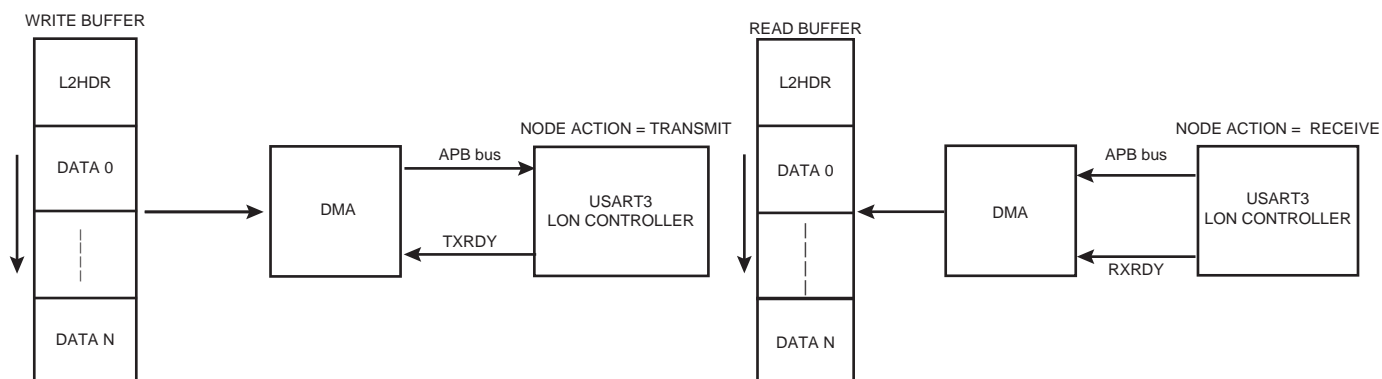 WRITE BUFFER
L2HDR
DATA 0
DATA N
DMA
APB bus
TXRDY
NODE ACTION = TRANSMIT
USART3
LON CONTROLLER
READ BUFFER
L2HDR
DATA 0
DATA N
DMA
APB bus
RXRDY
NODE ACTION = RECEIVE
USART3
LON CONTROLLER